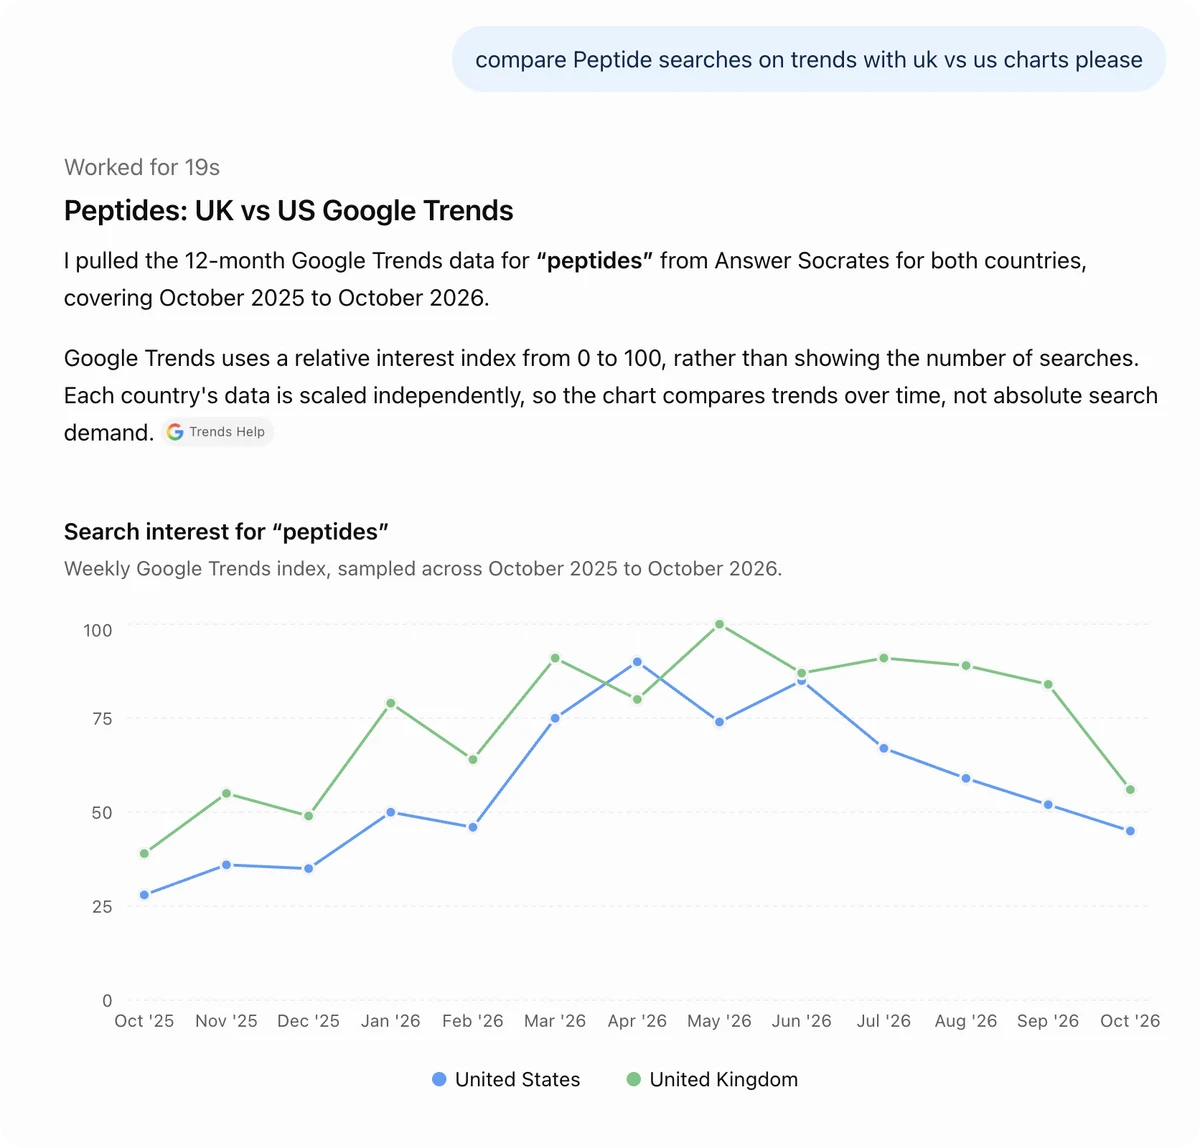 compare Peptide searches on trends with uk vs us charts please
Worked for 19s
Peptides: UK vs US Google Trends
I pulled the 12-month Google Trends data for “peptides” from Answer Socrates for both countries,
covering October 2025 to October 2026.
Google Trends uses a relative interest index from 0 to 100, rather than showing the number of searches.
Each country's data is scaled independently, so the chart compares trends over time, not absolute search
demand. Trends Help
Search interest for “peptides”
Weekly Google Trends index, sampled across October 2025 to October 2026.
100
75
50
25
0
Oct '25 Nov '25 Dec '25 Jan '26 Feb '26 Mar '26 Apr '26 May '26 Jun '26 Jul '26 Aug '26 Sep '26 Oct '26
United States United Kingdom